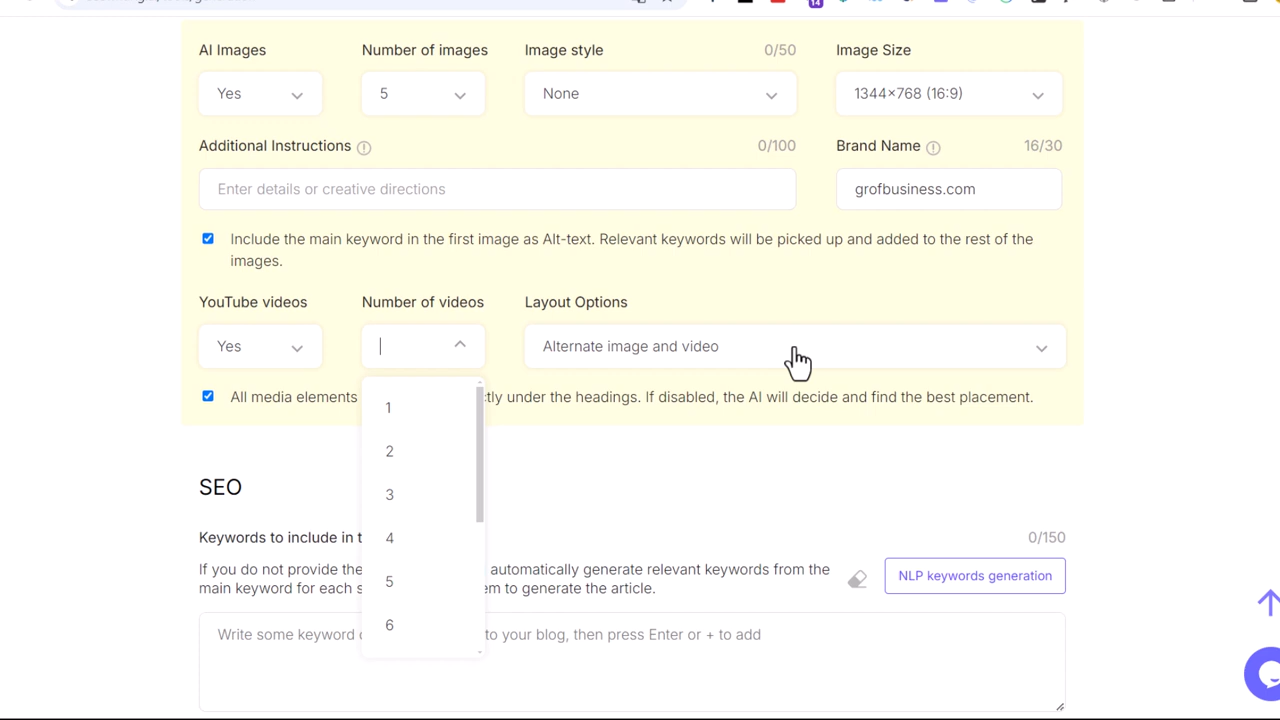 14
AI Images
Number of images
Image style
0/50
Image Size
Yes
5
None
1344×768 (16:9)
Additional Instructions
0/100
Brand Name
16/30
Enter details or creative directions
grofbusiness.com
Include the main keyword in the first image as Alt-text. Relevant keywords will be picked up and added to the rest of the
images.
YouTube videos
Number of videos
Layout Options
Yes
Alternate image and video
All media elements
ctly under the headings. If disabled, the AI will decide and find the best placement.
1
2
3
4
5
6
SEO
Keywords to include in t
0/150
If you do not provide the
automatically generate relevant keywords from the
main keyword for each s
em to generate the article.
NLP keywords generation
Write some keyword
to your blog, then press Enter or + to add